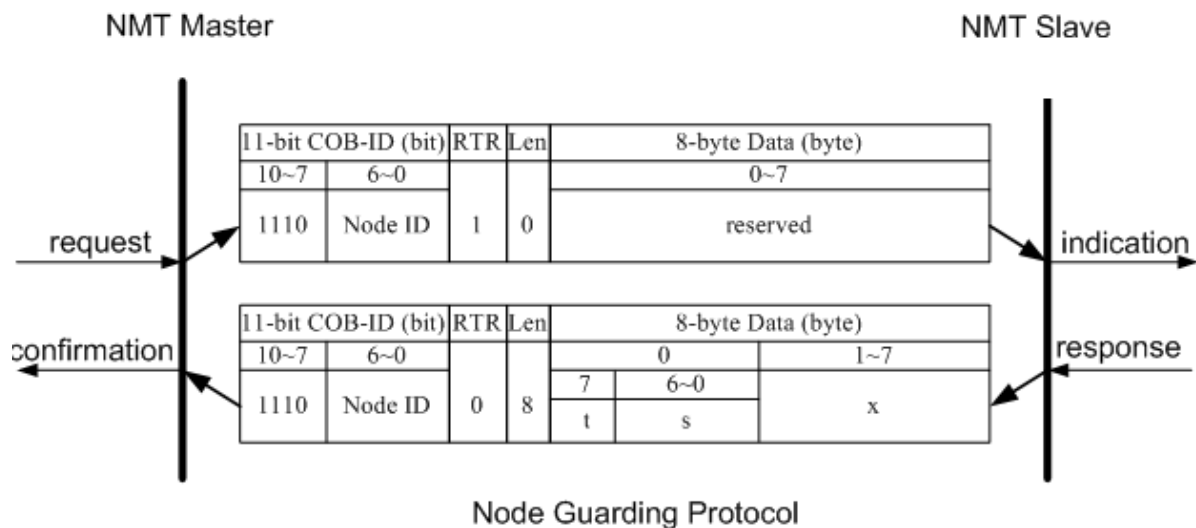 NMT Master
NMT Slave
11-bit COB-ID (bit) RTR Len 8-byte Data (byte)
10~7 6~0 0~7
1110 Node ID 1 0 reserved
request
indication
11-bit COB-ID (bit) RTR Len 8-byte Data (byte)
confirmation
response
10~7 6~0 0 1~7
7 6~0
1110 Node ID 0 8 x
t s
Node Guarding Protocol